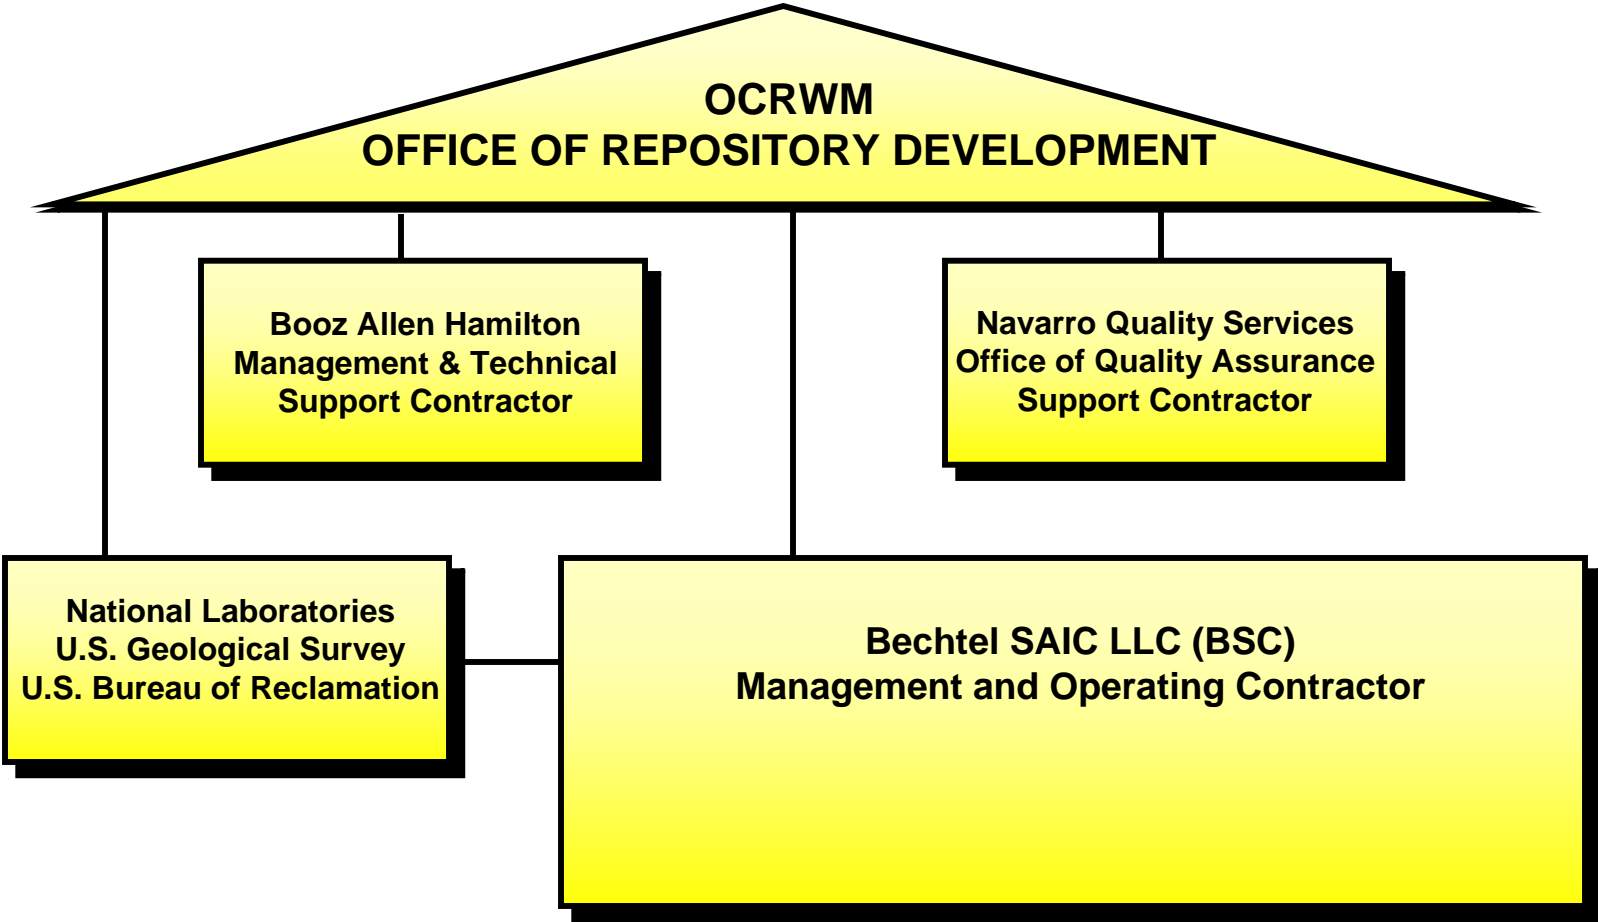 OCRWM
OFFICE OF REPOSITORY DEVELOPMENT
Booz Allen Hamilton
Management & Technical
Support Contractor
Navarro Quality Services
Office of Quality Assurance
Support Contractor
National Laboratories
U.S. Geological Survey
U.S. Bureau of Reclamation
Bechtel SAIC LLC (BSC)
Management and Operating Contractor